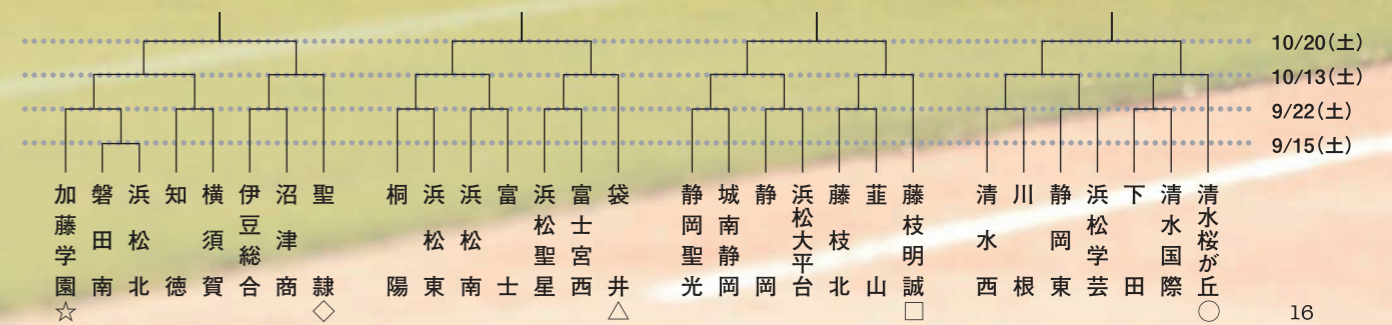 10/20(土)
10/13(土)
9/22(土)
9/15(土)
加藤学園☆
磐田南
浜松北
知徳
横須賀
伊豆総合
沼津商
聖隷◇
桐陽
浜松東
浜松南
富士
浜松聖星
富士宮西
袋井△
静岡聖光
城南静岡
静岡
浜松大平台
藤枝北
韮山
藤枝明誠□
清水西
川根
静岡東
浜松学芸
下田
清水国際
清水桜が丘○
16